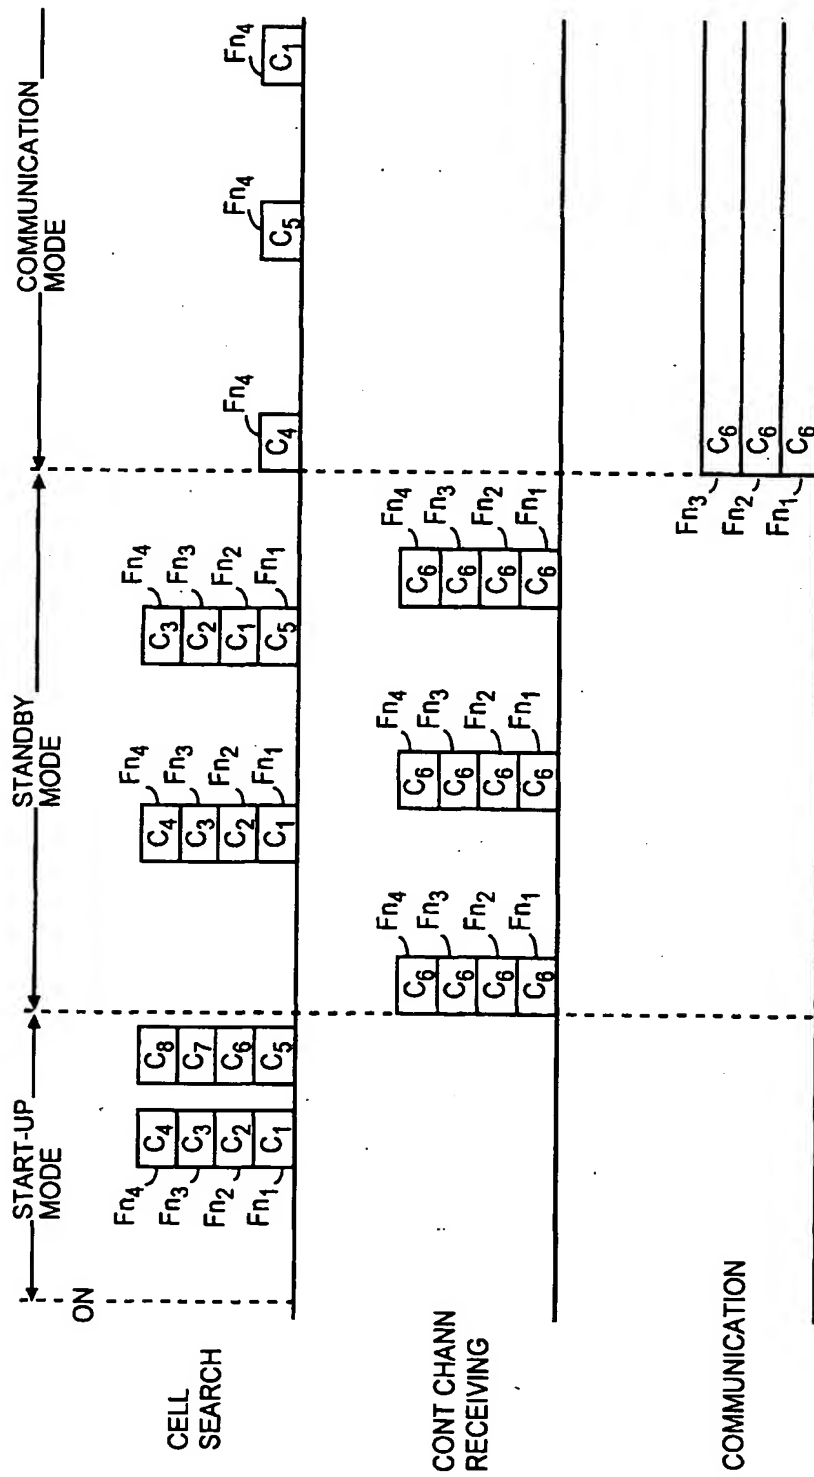 START-UP
MODE
STANDBY
MODE
COMMUNICATION
MODE
ON
CELL
SEARCH
Fn4
Fn3
Fn2
Fn1
C4
C3
C2
C1
C8
C7
C6
C5
Fn4
Fn3
Fn2
Fn1
C4
C3
C2
C1
Fn4
Fn3
Fn2
Fn1
C3
C2
C1
C5
Fn4
C4
Fn4
C5
Fn4
C1
CONT CHANN
RECEIVING
Fn4
Fn3
Fn2
Fn1
C6
C6
C6
C6
Fn4
Fn3
Fn2
Fn1
C6
C6
C6
C6
Fn4
Fn3
Fn2
Fn1
C6
C6
C6
C6
COMMUNICATION
Fn3
Fn2
Fn1
C6
C6
C6